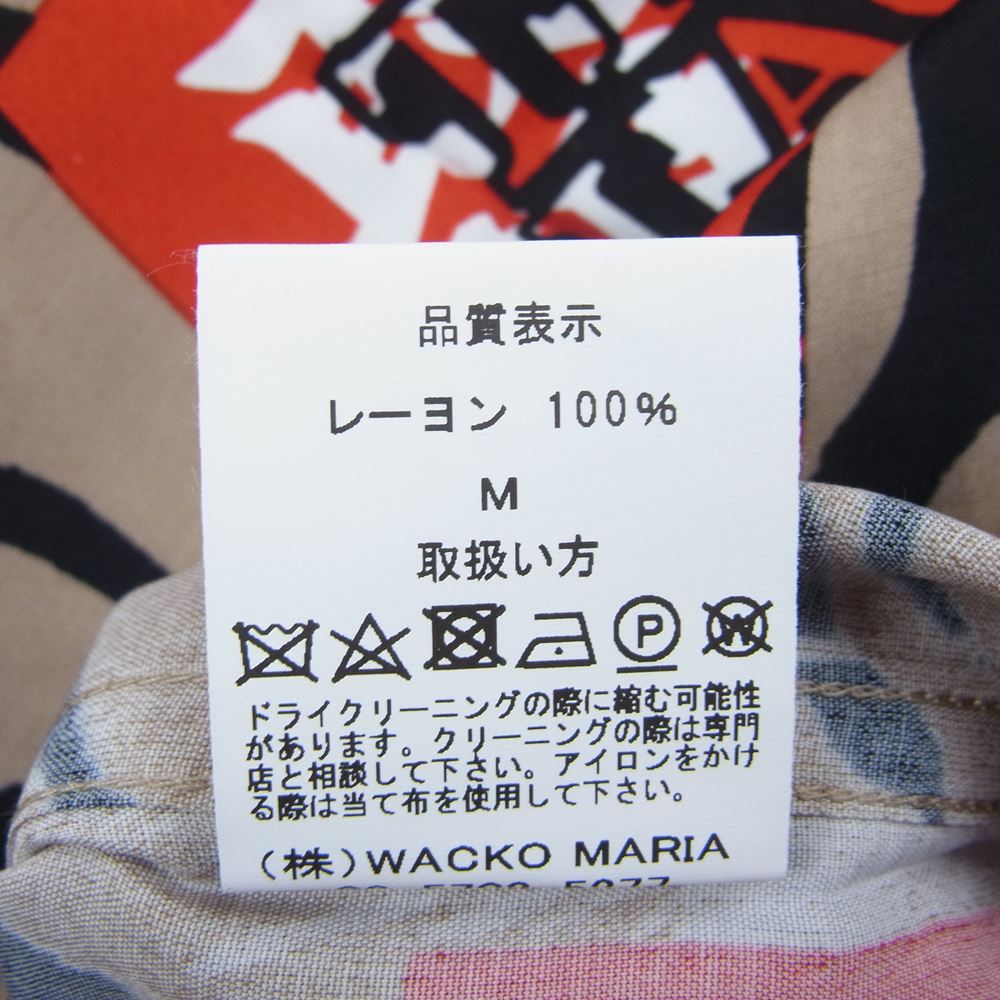 品質表示
レーヨン 100%
M
取扱い方
P W
ドライクリーニングの際に縮む可能性
があります。クリーニングの際は専門
店と相談して下さい。アイロンをかけ
る際は当て布を使用して下さい。
(株)WACKO MARIA